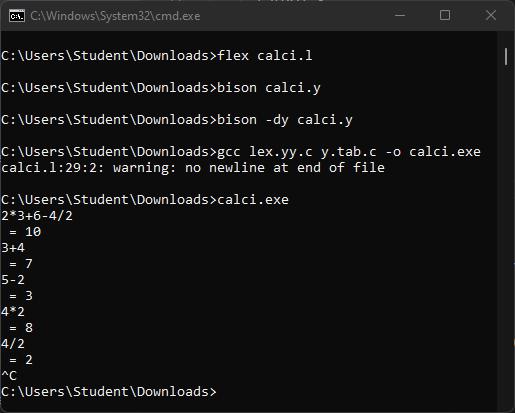 C:\Windows\System32\cmd.exe
C:\Users\Student\Downloads>flex calci.l
C:\Users\Student\Downloads>bison calci.y
C:\Users\Student\Downloads>bison -dy calci.y
C:\Users\Student\Downloads>gcc lex.yy.c y.tab.c -o calci.exe
calci.l:29:2: warning: no newline at end of file
C:\Users\Student\Downloads>calci.exe
2*3+6-4/2
 = 10
3+4
 = 7
5-2
 = 3
4*2
 = 8
4/2
 = 2
^C
C:\Users\Student\Downloads>